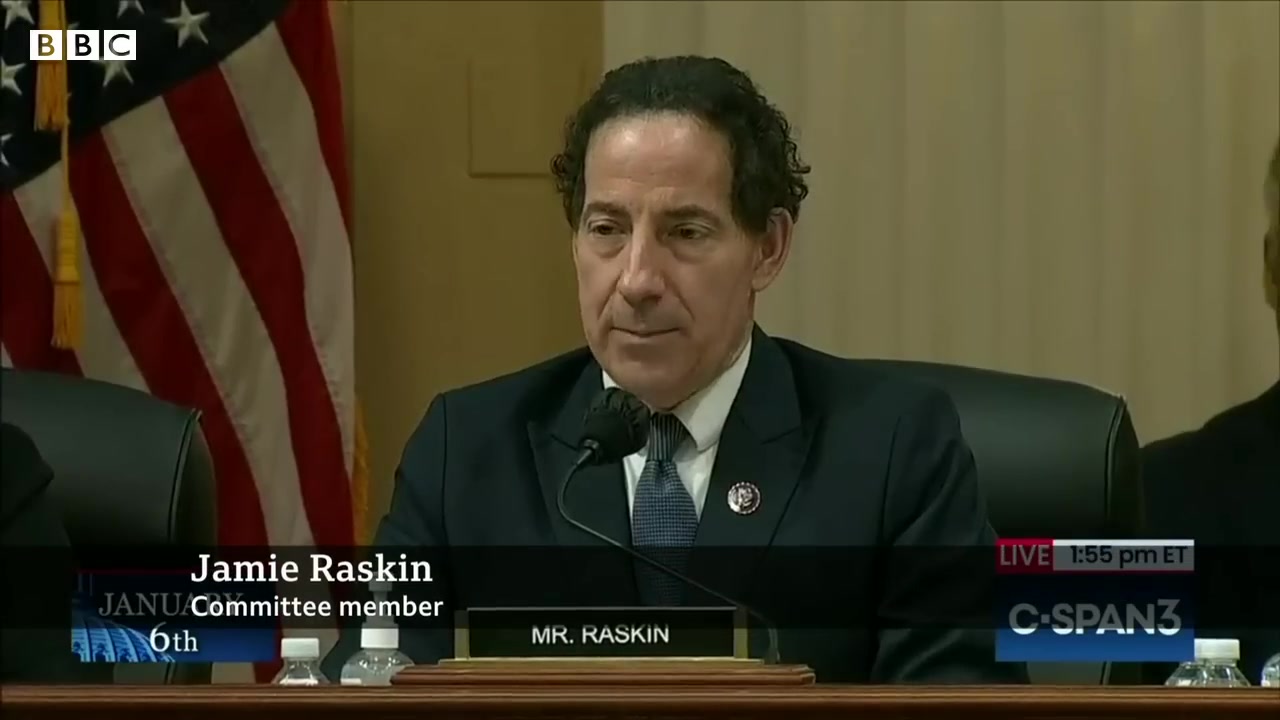 BBC
Jamie Raskin
Committee member
JANUARY
6th
MR. RASKIN
LIVE 1:55 pm ET
C-SPAN3